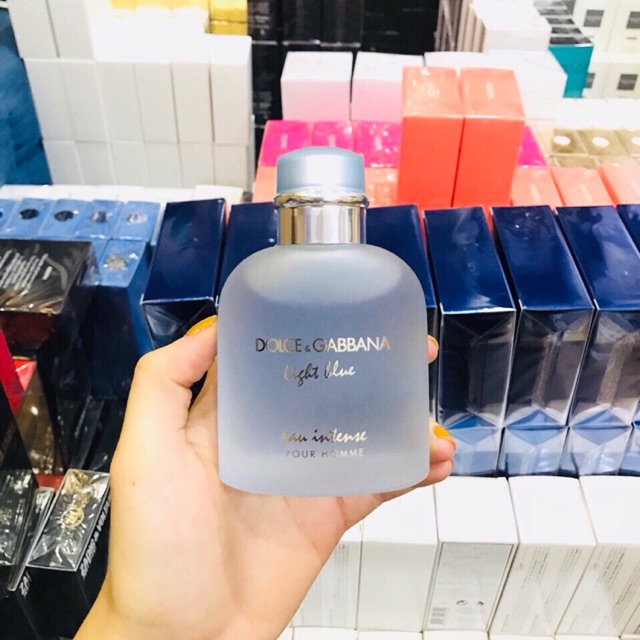 DOLCE & GABBANA
light blue
eau intense
POUR HOMME